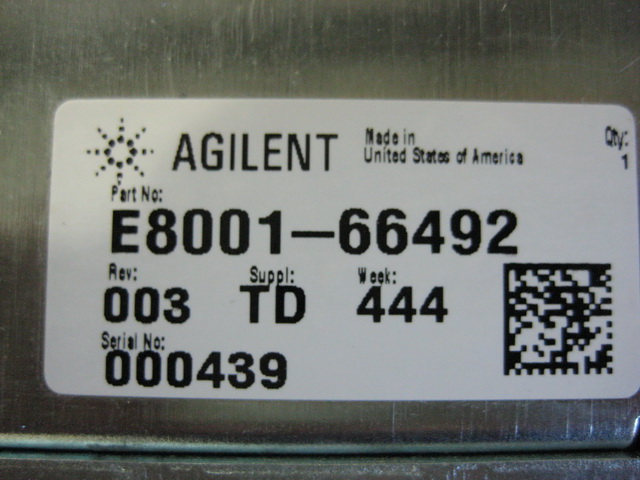 AGILENT
Made in
United States of America
Qty:
1
Part No:
E8001-66492
Rev: Suppl: Week:
003 TD 444
Serial No:
000439